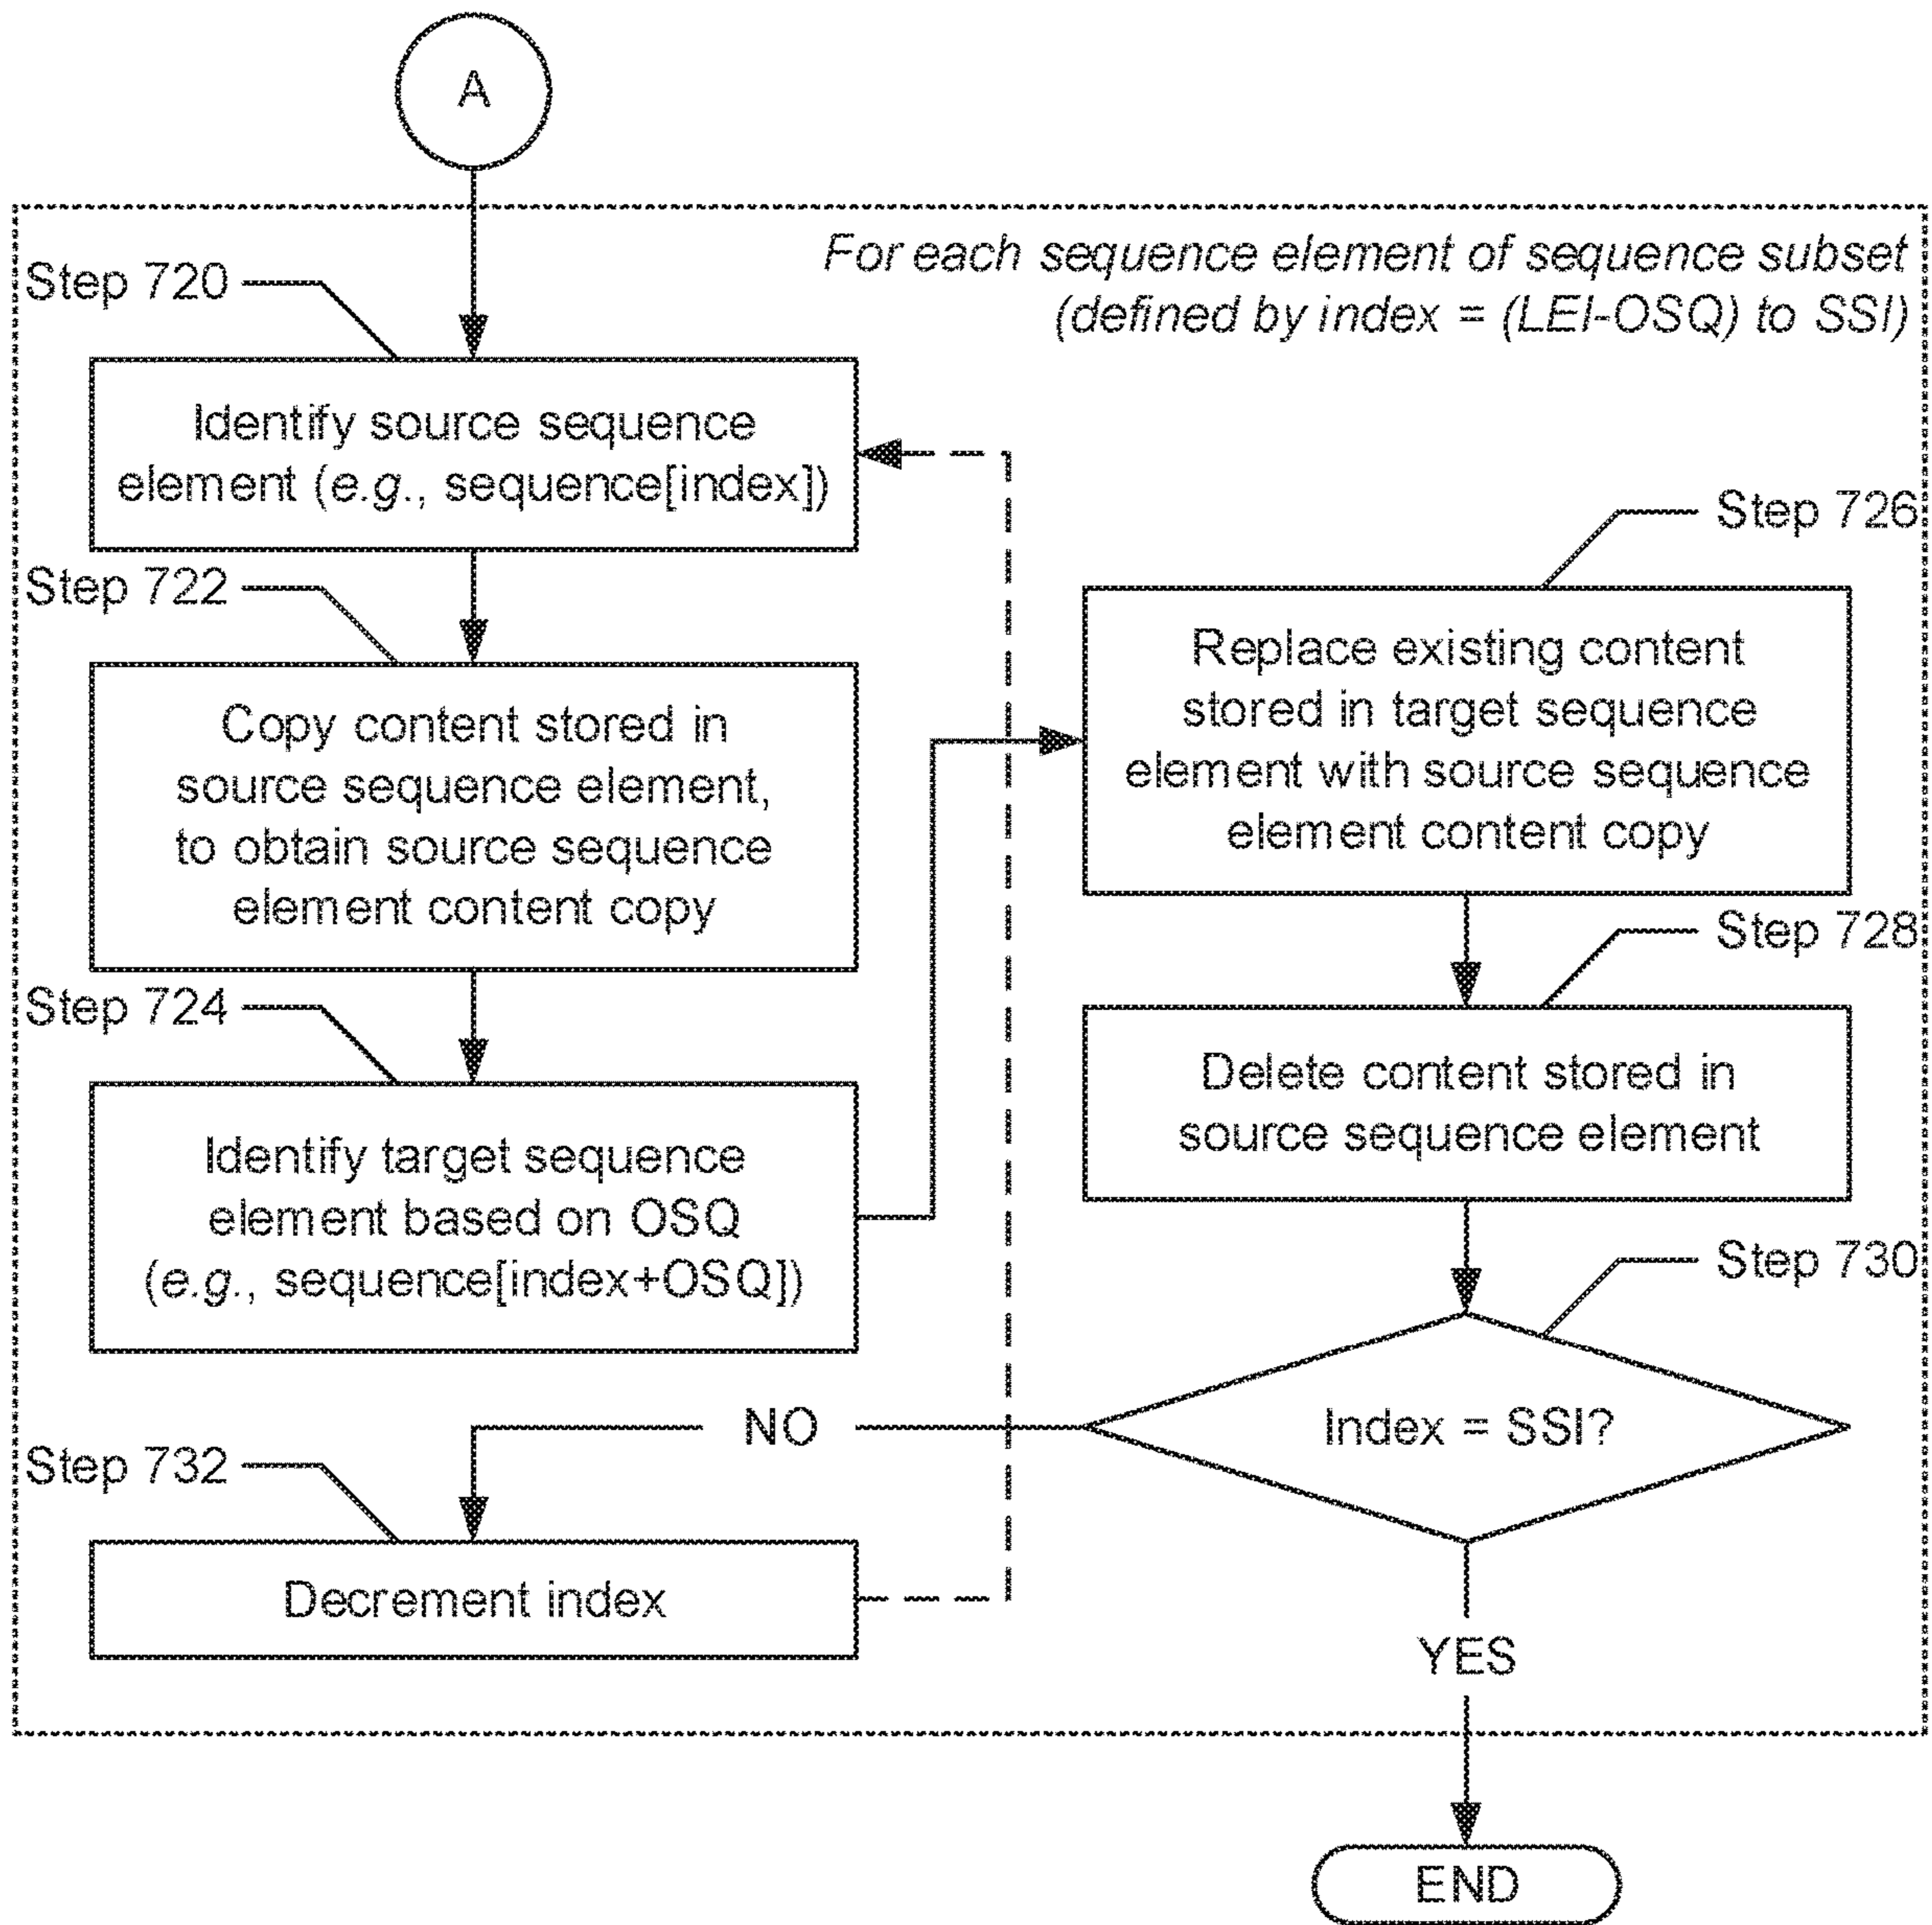 A
For each sequence element of sequence subset
(defined by index = (LEI-OSQ) to SSI)
Step 720
Identify source sequence
element (e.g., sequence[index])
Step 722
Copy content stored in
source sequence element,
to obtain source sequence
element content copy
Step 724
Identify target sequence
element based on OSQ
(e.g., sequence[index+OSQ])
Step 726
Replace existing content
stored in target sequence
element with source sequence
element content copy
Step 728
Delete content stored in
source sequence element
Step 730
Index = SSI?
NO
Step 732
Decrement index
YES
END